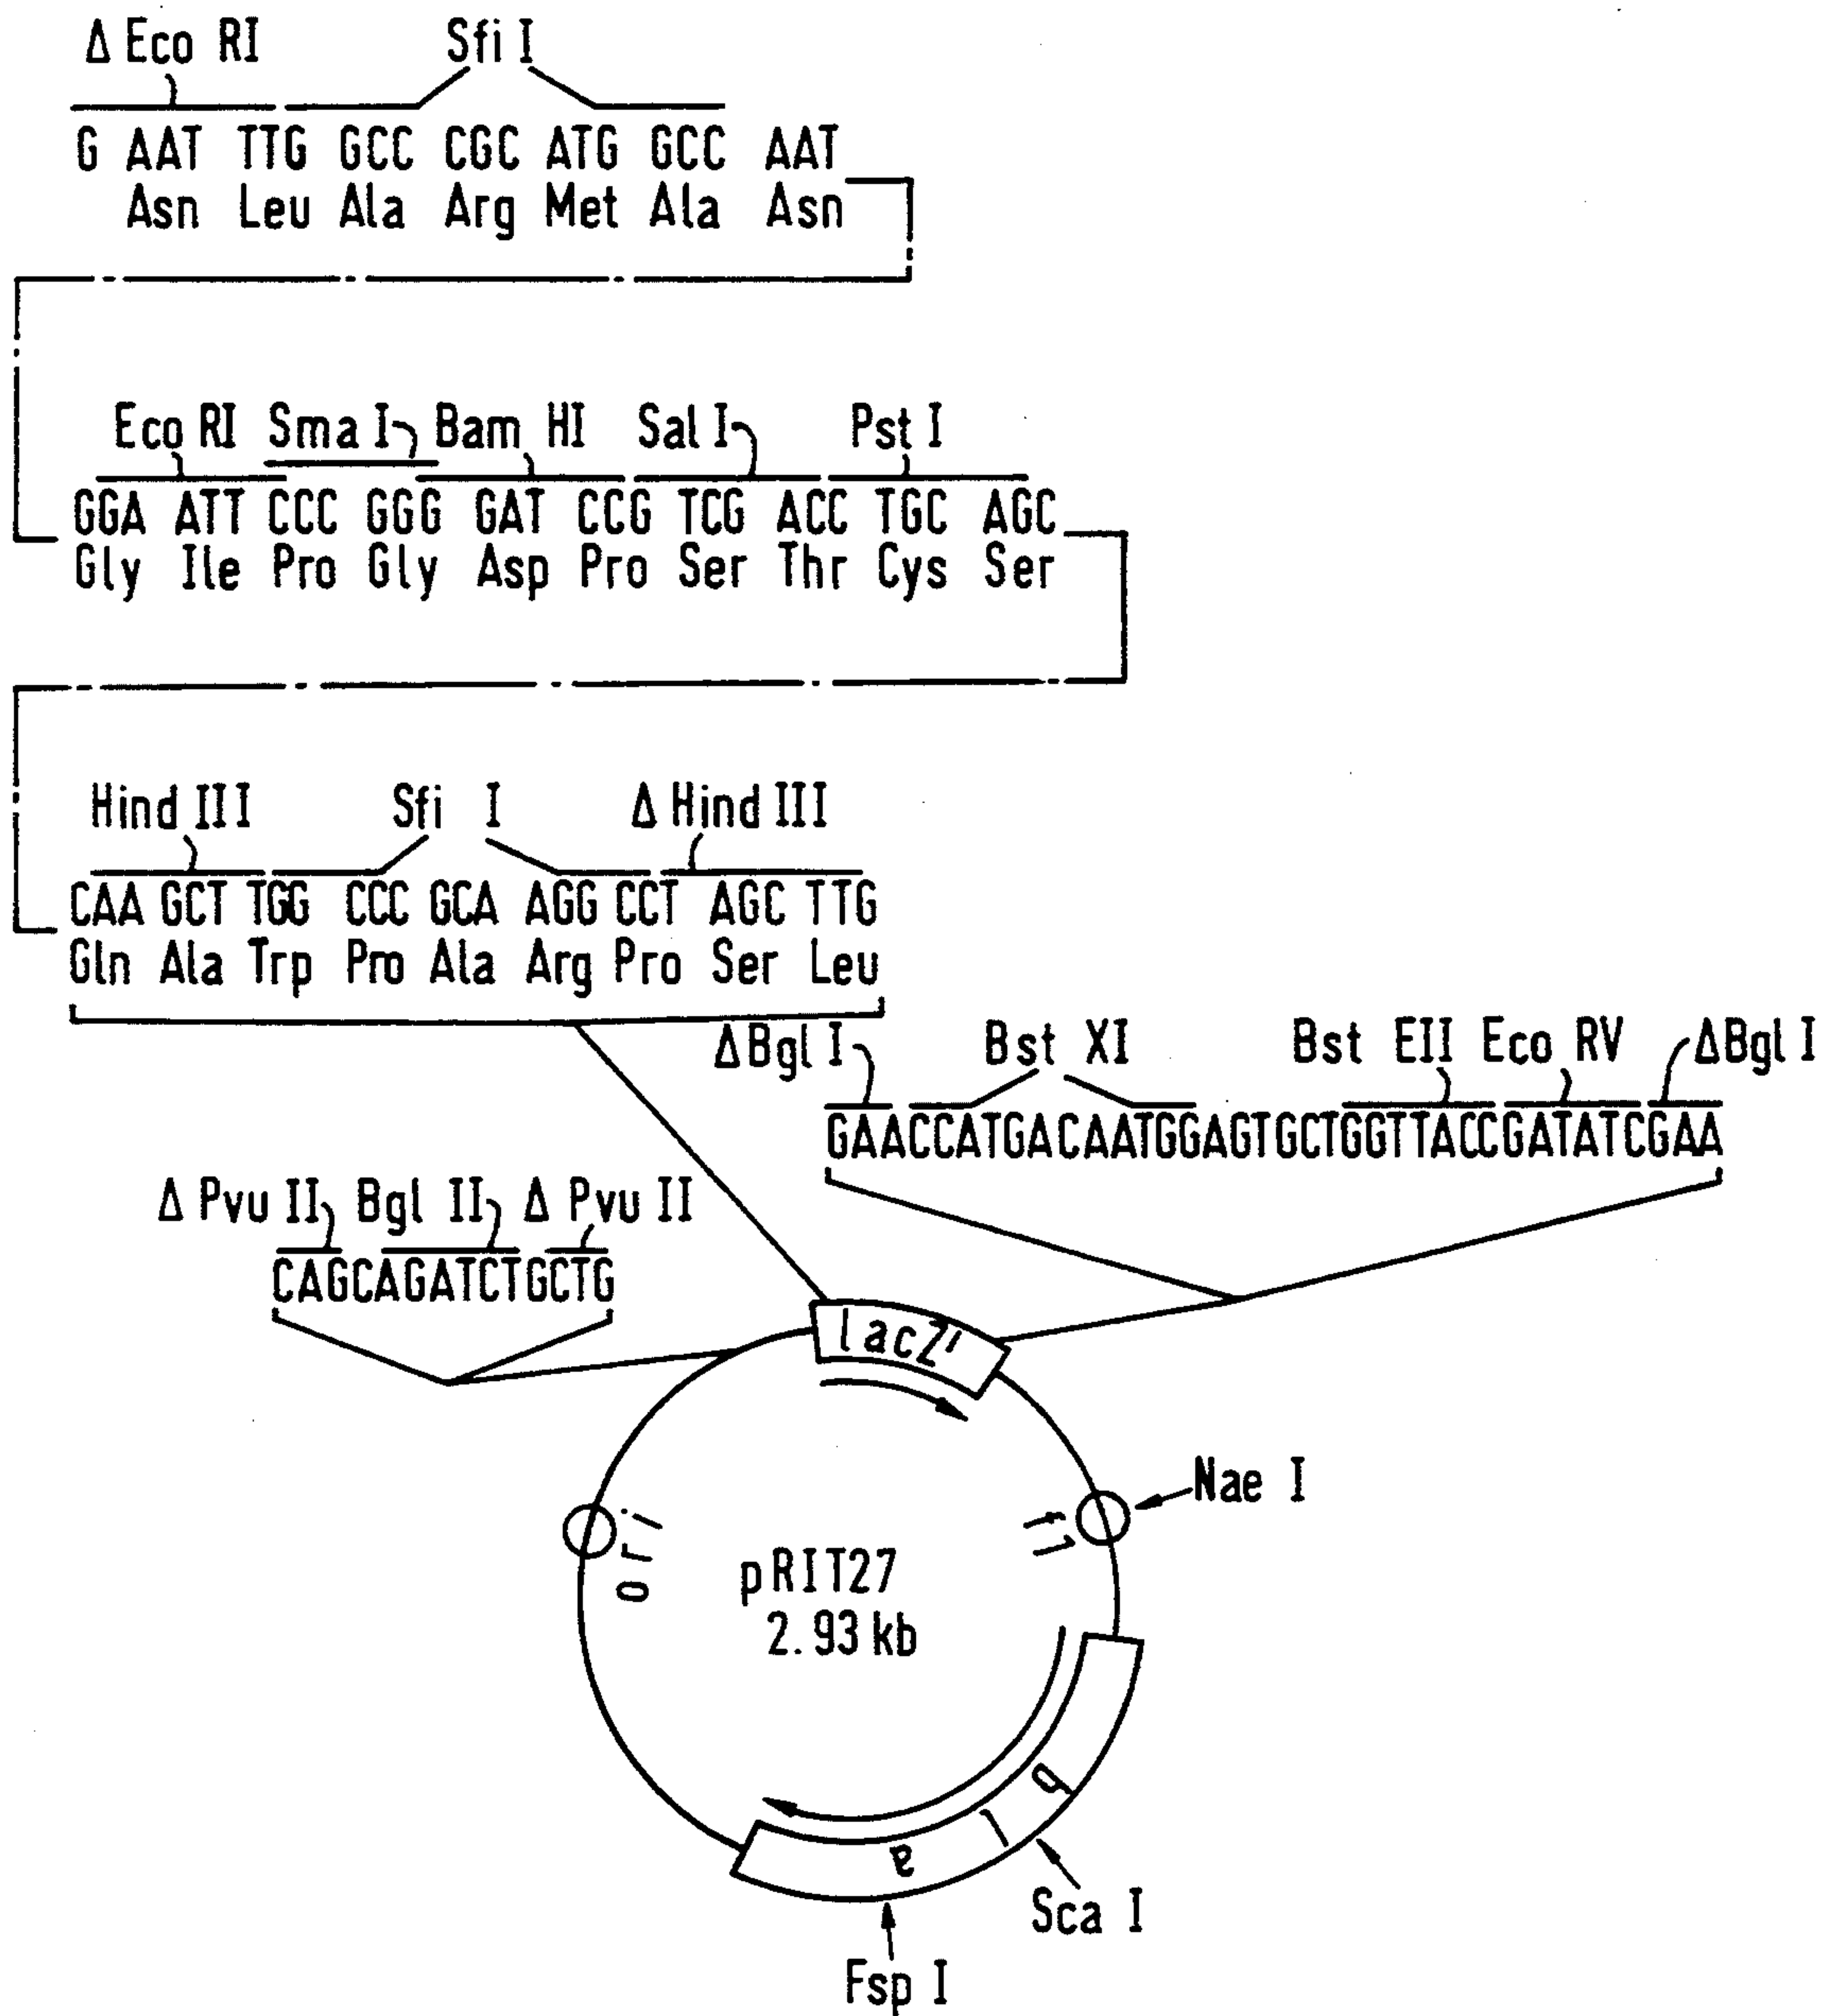 Δ Eco RI Sfi I
G AAT TTG GCC CGC ATG GCC AAT
Asn Leu Ala Arg Met Ala Asn
Eco RI Sma I Bam HI Sal I Pst I
GGA ATT CCC GGG GAT CCG TCG ACC TGC AGC
Gly Ile Pro Gly Asp Pro Ser Thr Cys Ser
Hind III Sfi I Δ Hind III
CAA GCT TGG CCC GCA AGG CCT AGC TTG
Gln Ala Trp Pro Ala Arg Pro Ser Leu
ΔBgl I Bst XI Bst EII Eco RV ΔBgl I
GAACCATGACAATGGAGTGCTGGTTACCGATATCGAA
Δ Pvu II Bgl II Δ Pvu II
CAGCAGATCTGCTG
lacZ'
Nae I
ori
f1
pRIT27
2.93 kb
bla
Sca I
Fsp I